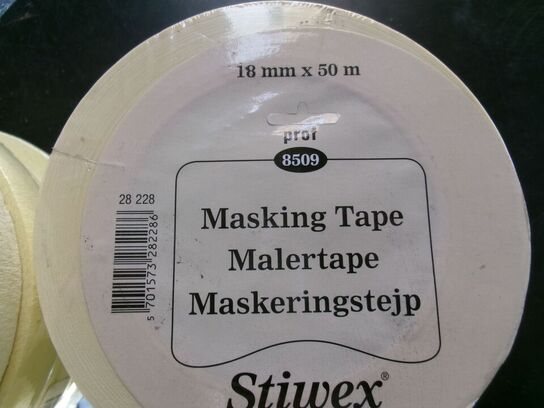 18 mm x 50 m
prof
8509
28 228
5 701573 282286
Masking Tape
Malertape
Maskeringstejp
Stiwex®